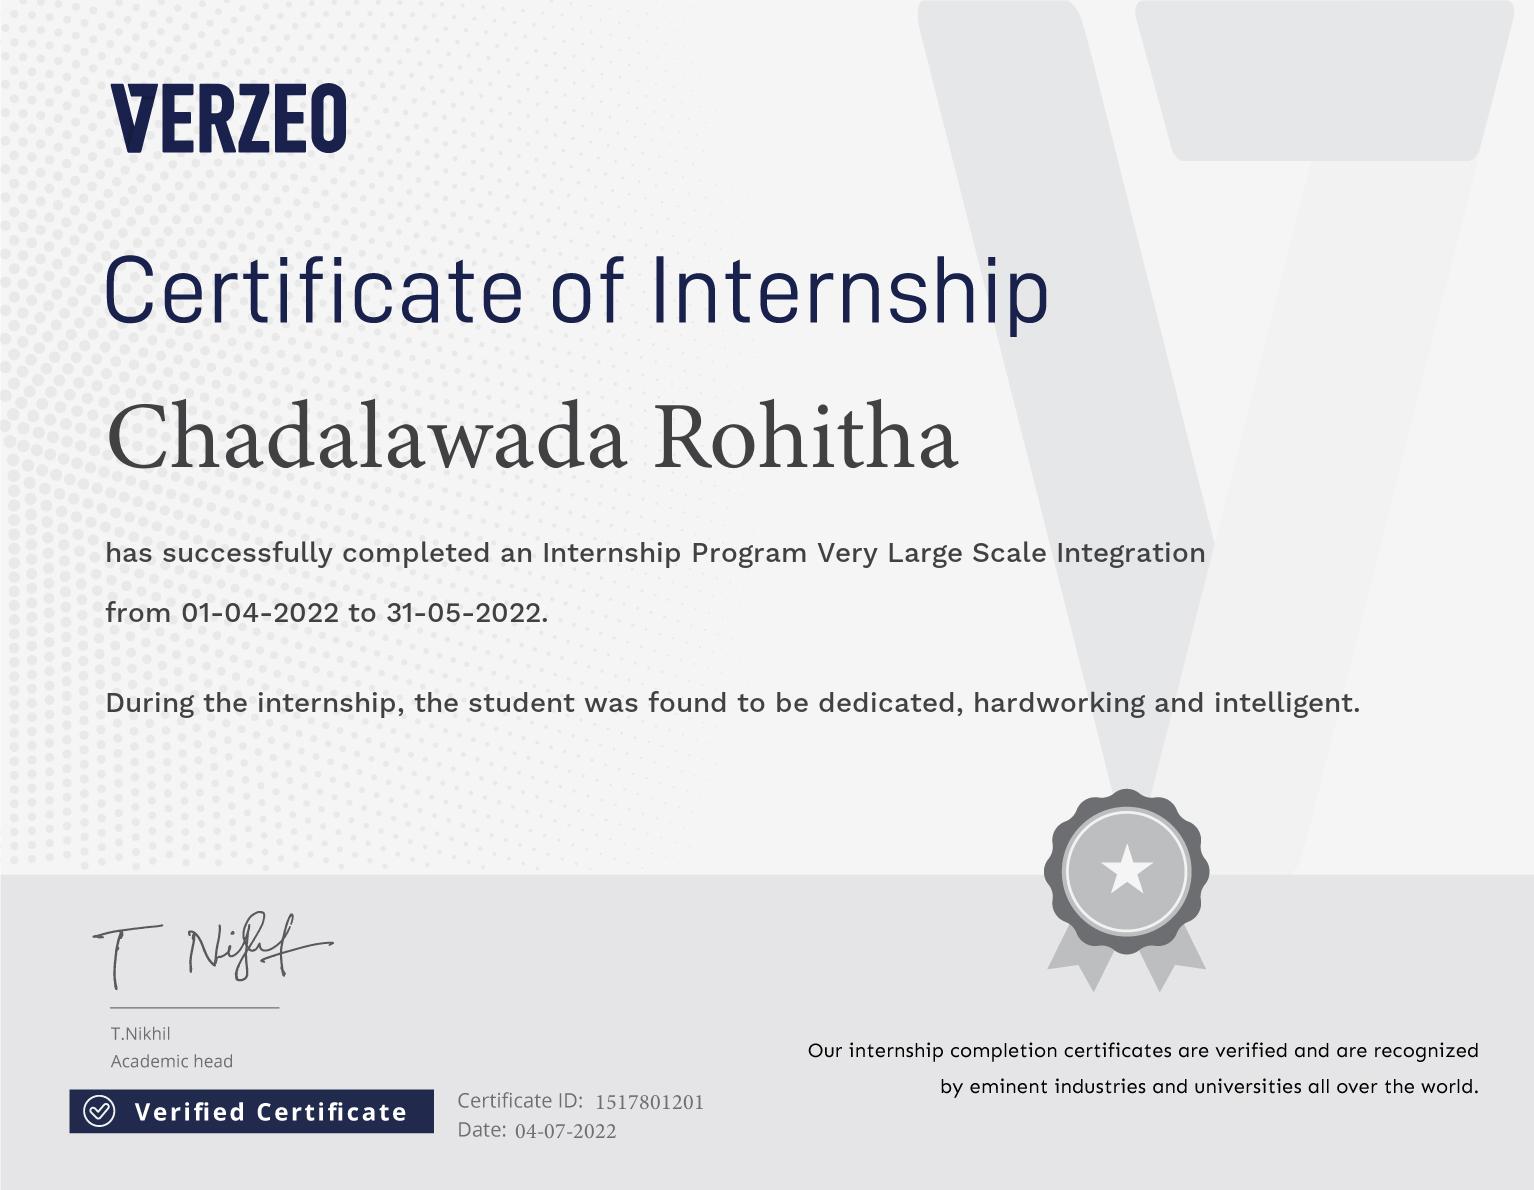 VERZEO
Certificate of Internship
Chadalawada Rohitha
has successfully completed an Internship Program Very Large Scale Integration
from 01-04-2022 to 31-05-2022.
During the internship, the student was found to be dedicated, hardworking and intelligent.
T Nikhil
T.Nikhil
Academic head
Verified Certificate
Certificate ID: 1517801201
Date: 04-07-2022
Our internship completion certificates are verified and are recognized
by eminent industries and universities all over the world.